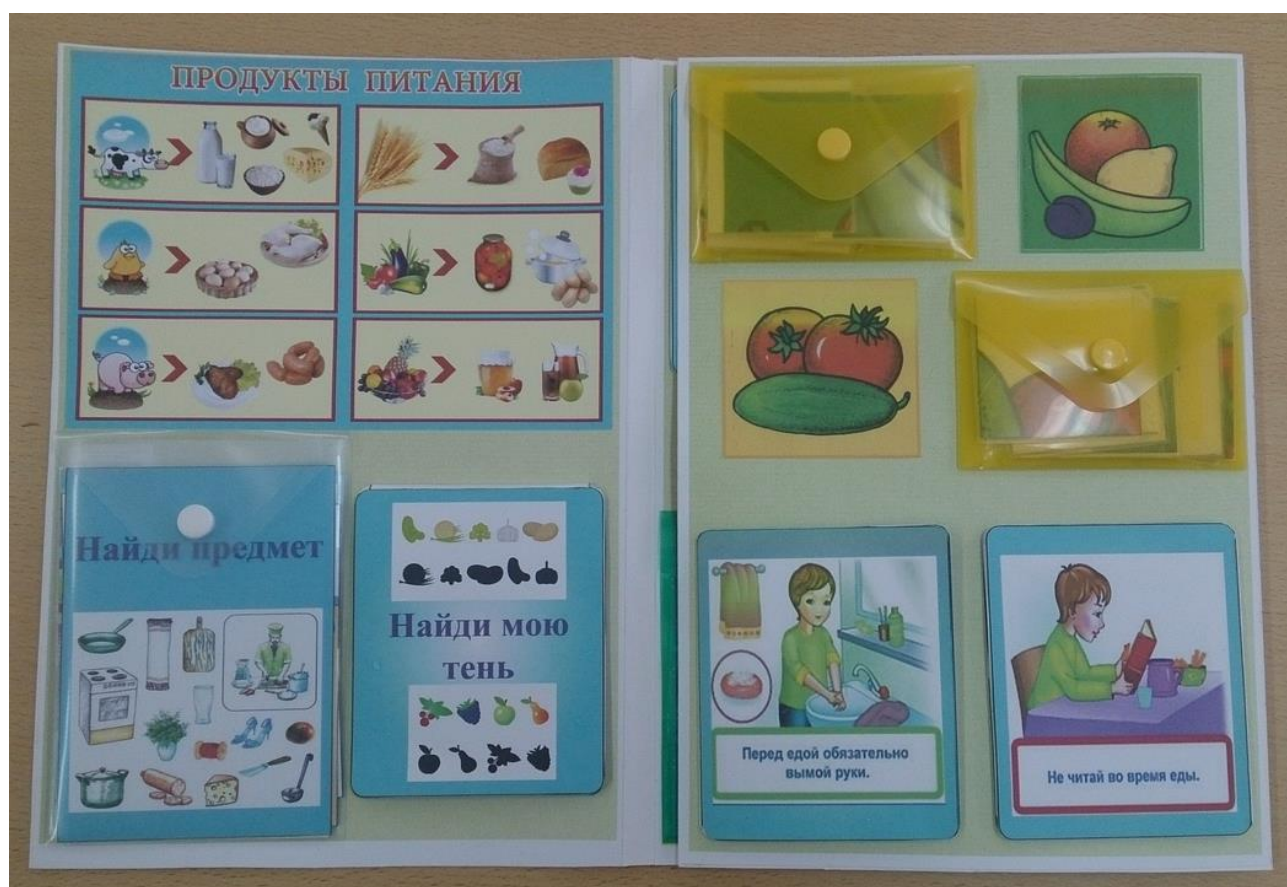 ПРОДУКТЫ ПИТАНИЯ
Найди предмет
Найди мою
тень
Перед едой обязательно
вымой руки.
Не читай во время еды.